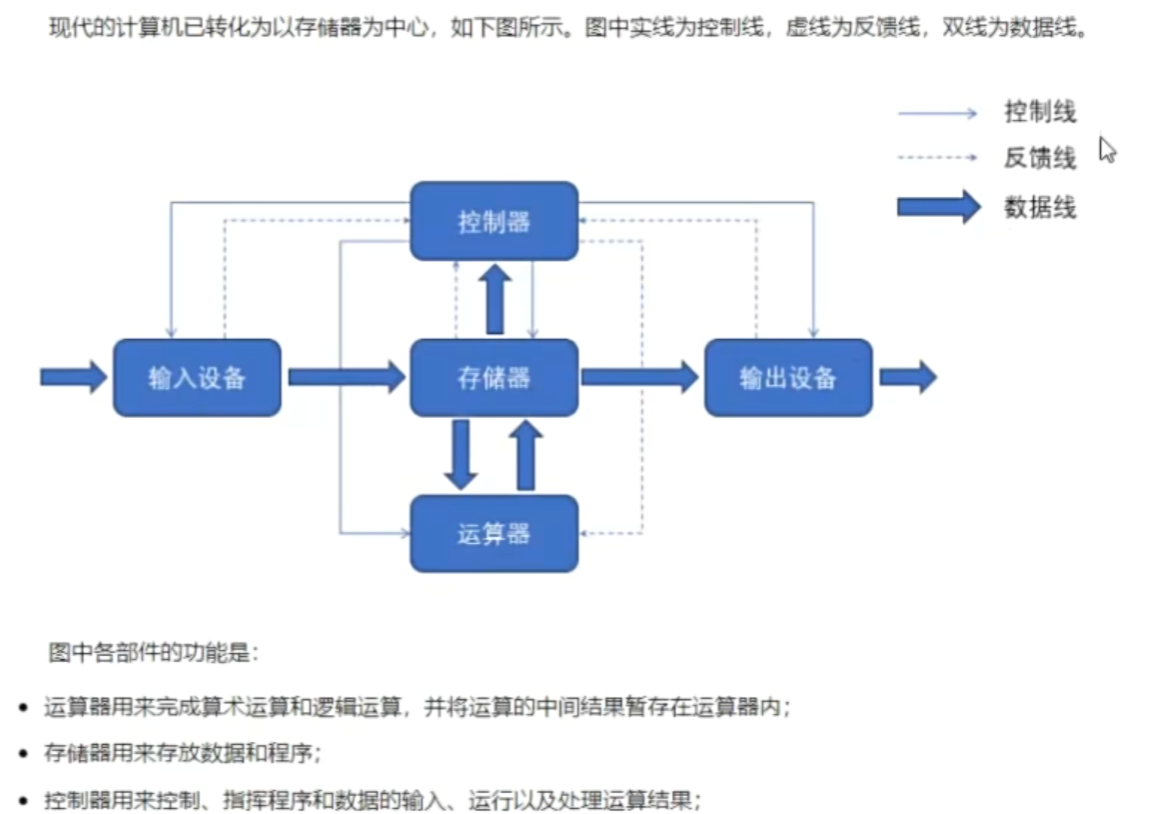 现代的计算机已转化为以存储器为中心，如下图所示。图中实线为控制线，虚线为反馈线，双线为数据线。
控制线
反馈线
数据线
控制器
输入设备
存储器
输出设备
运算器
图中各部件的功能是：
• 运算器用来完成算术运算和逻辑运算，并将运算的中间结果暂存在运算器内；
• 存储器用来存放数据和程序；
• 控制器用来控制、指挥程序和数据的输入、运行以及处理运算结果；